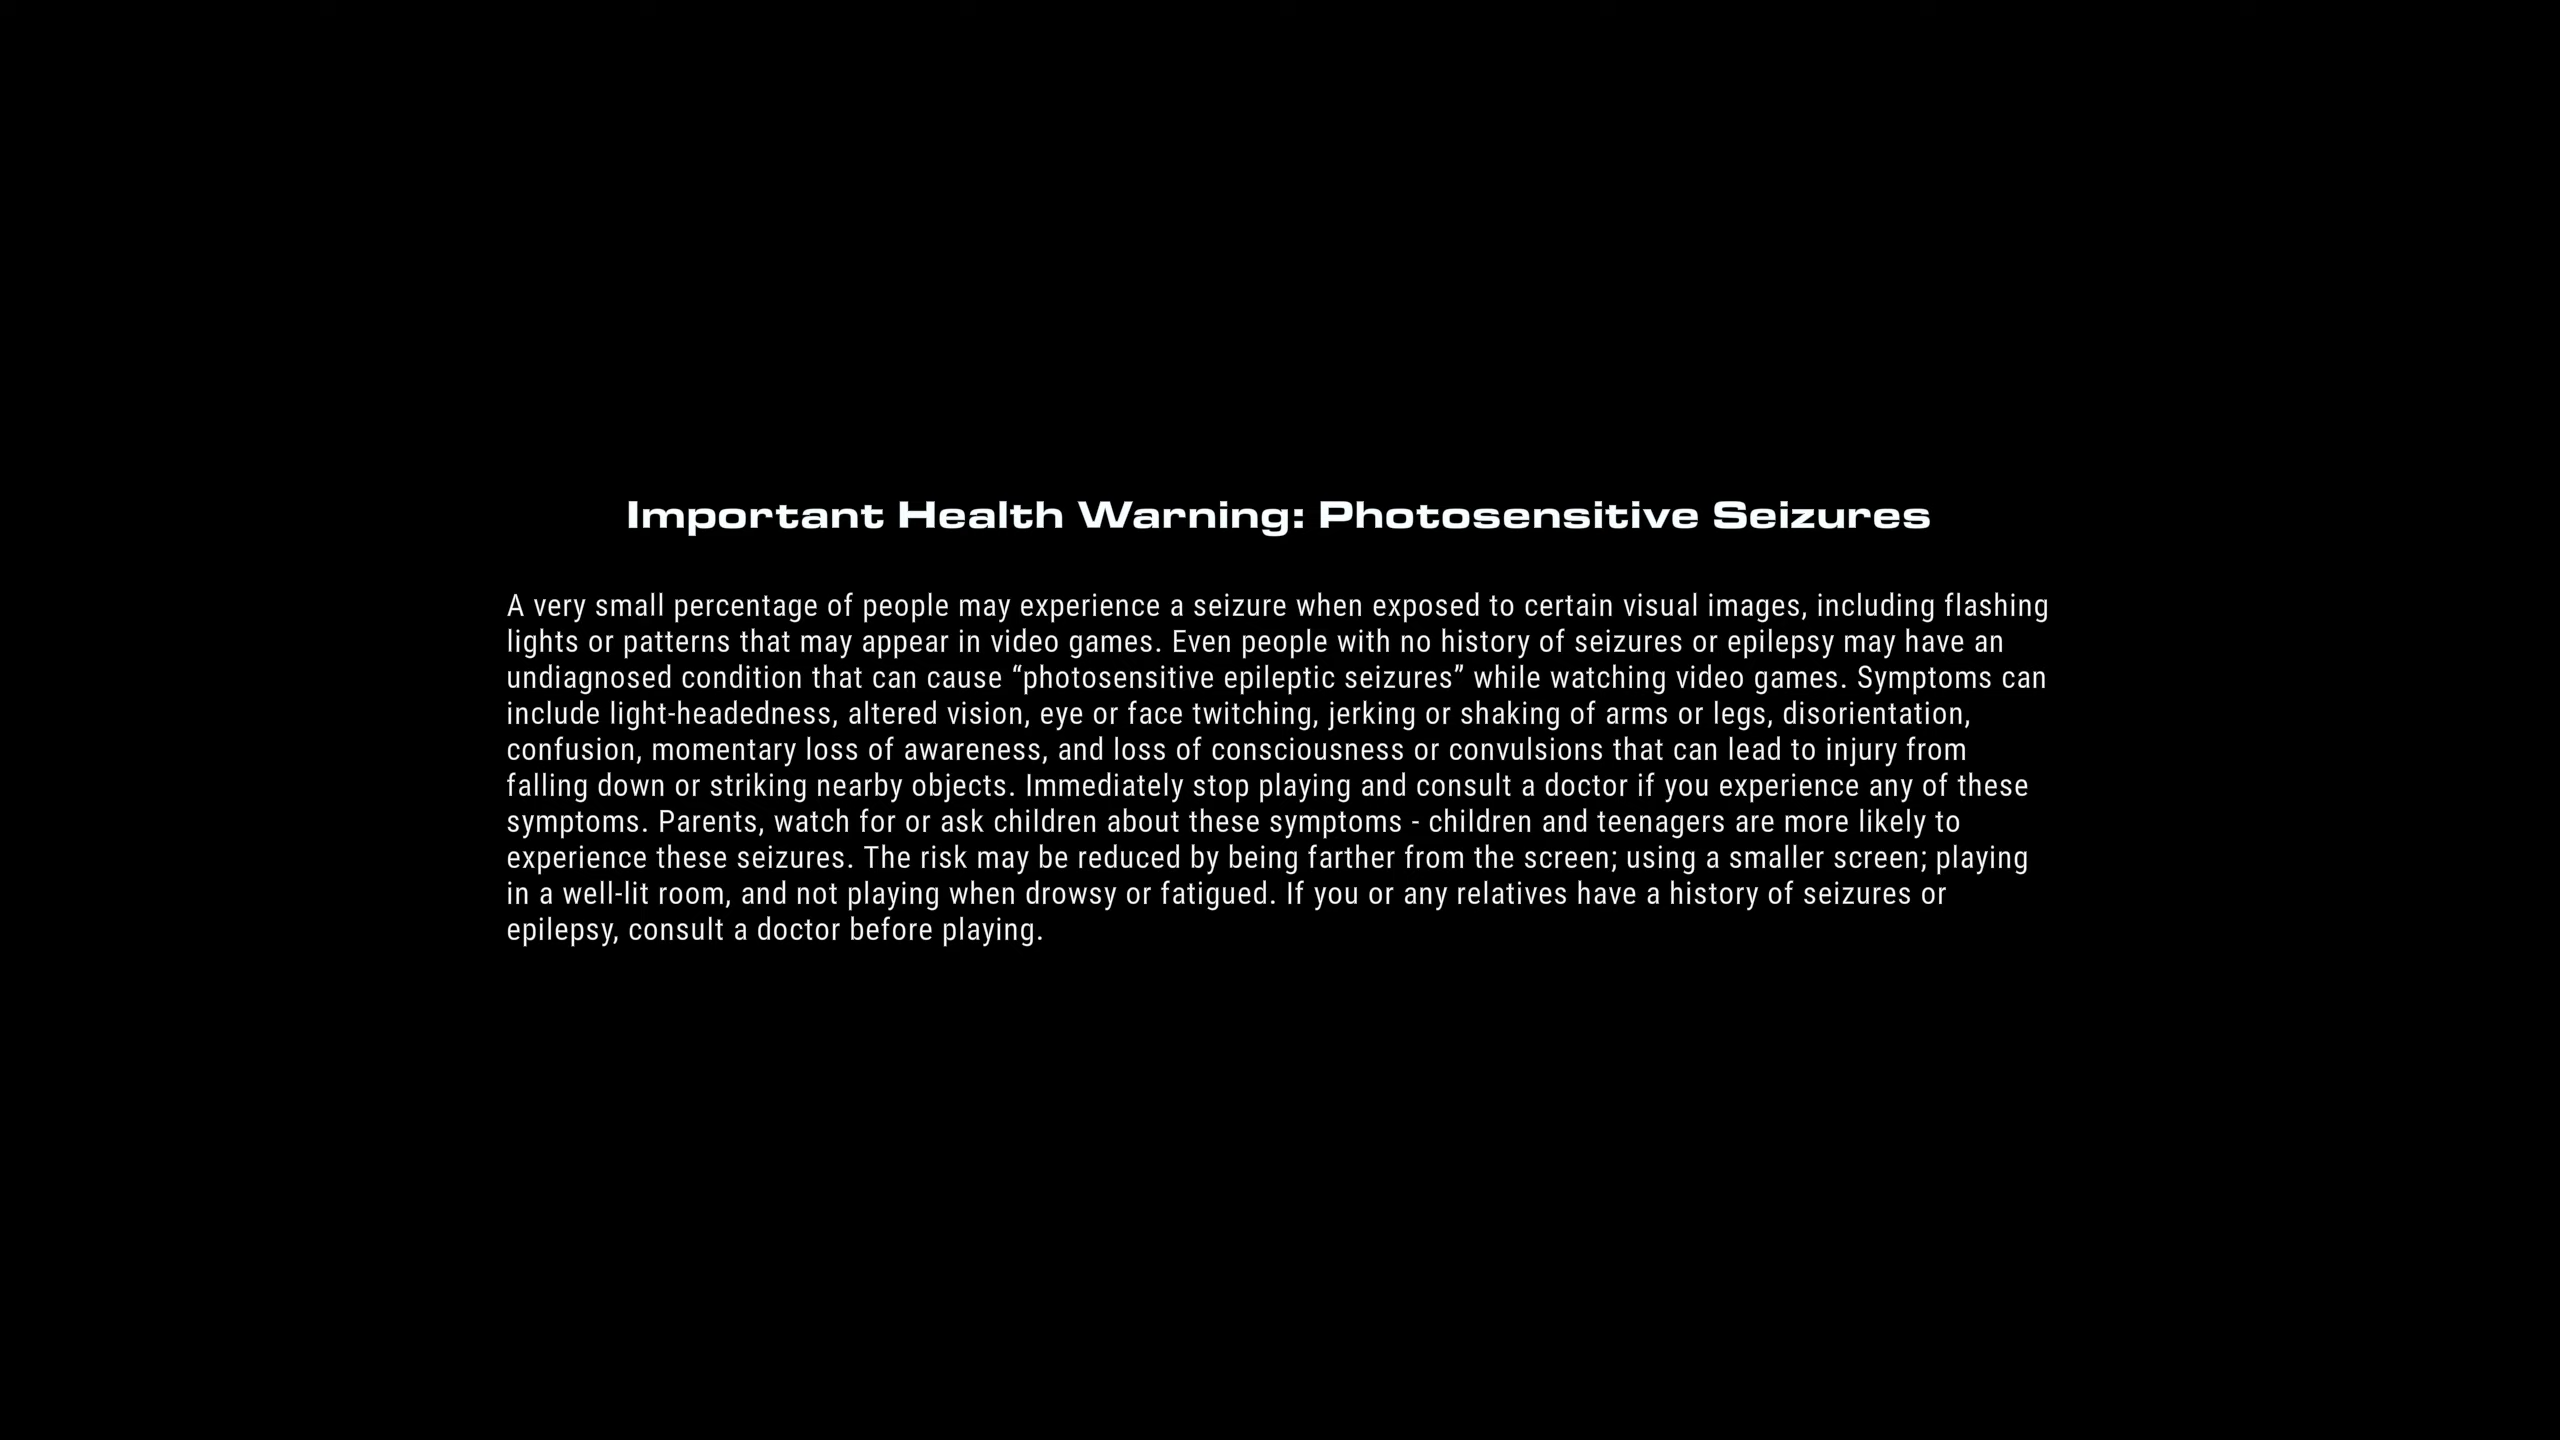 Important Health Warning: Photosensitive Seizures
A very small percentage of people may experience a seizure when exposed to certain visual images, including flashing
lights or patterns that may appear in video games. Even people with no history of seizures or epilepsy may have an
undiagnosed condition that can cause “photosensitive epileptic seizures” while watching video games. Symptoms can
include light-headedness, altered vision, eye or face twitching, jerking or shaking of arms or legs, disorientation,
confusion, momentary loss of awareness, and loss of consciousness or convulsions that can lead to injury from
falling down or striking nearby objects. Immediately stop playing and consult a doctor if you experience any of these
symptoms. Parents, watch for or ask children about these symptoms - children and teenagers are more likely to
experience these seizures. The risk may be reduced by being farther from the screen; using a smaller screen; playing
in a well-lit room, and not playing when drowsy or fatigued. If you or any relatives have a history of seizures or
epilepsy, consult a doctor before playing.